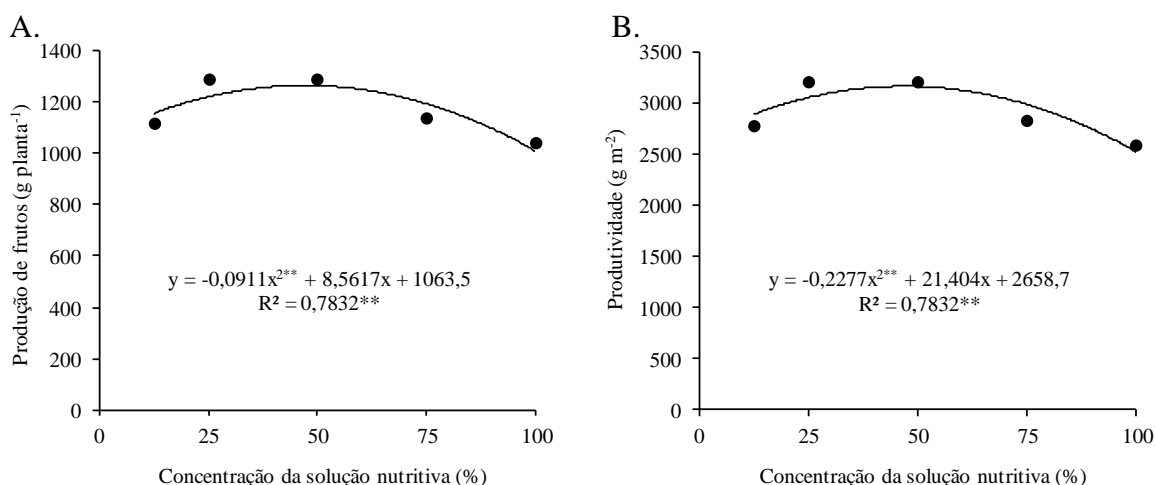 A.
1400
1200
1000
800
600
400
200
0
0 25 50 75 100
Produção de frutos (g planta⁻¹)
y = -0,0911x²** + 8,5617x + 1063,5
R² = 0,7832**
Concentração da solução nutritiva (%)
B.
3500
3000
2500
2000
1500
1000
500
0
0 25 50 75 100
Produtividade (g m⁻²)
y = -0,2277x²** + 21,404x + 2658,7
R² = 0,7832**
Concentração da solução nutritiva (%)